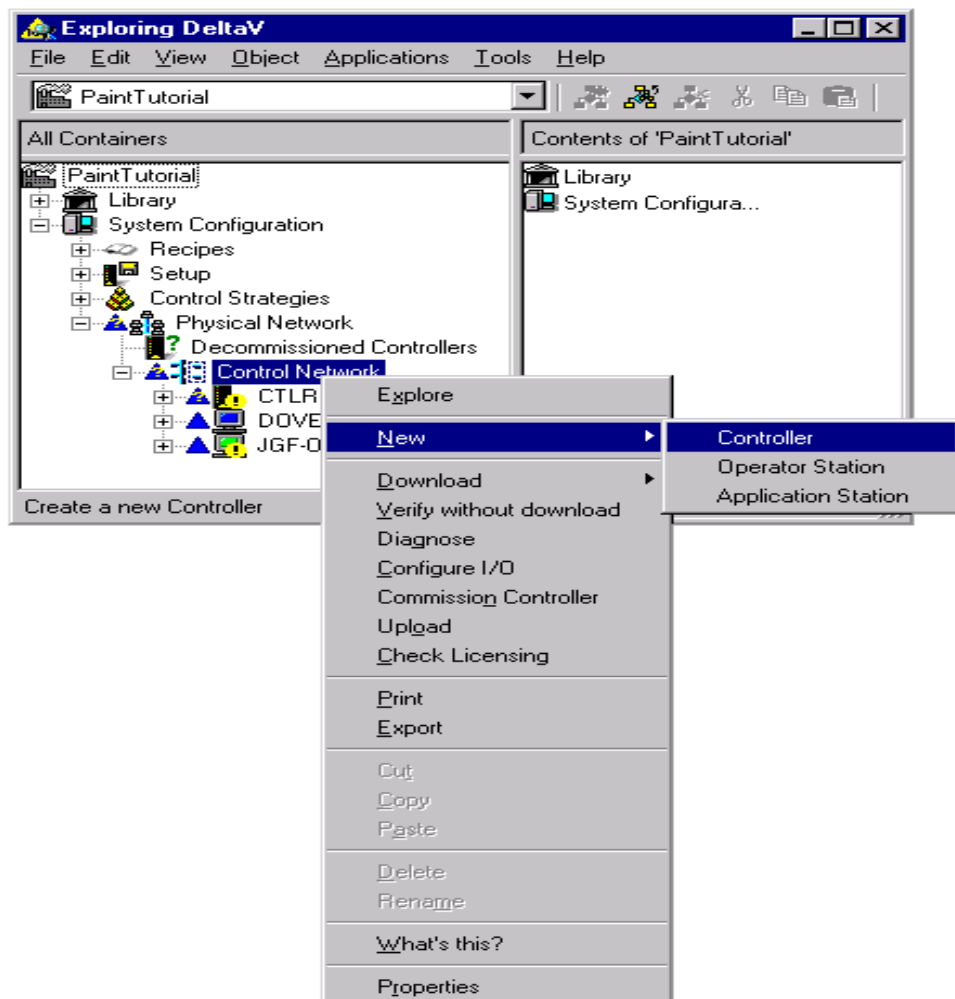 Exploring DeltaV
File Edit View Object Applications Tools Help
PaintTutorial
All Containers
Contents of 'PaintTutorial'
PaintTutorial
Library
System Configuration
Recipes
Setup
Control Strategies
Physical Network
Decommissioned Controllers
Control Network
CTLR
DOVE
JGF-O
Library
System Configura...
Create a new Controller
Explore
New
Download
Verify without download
Diagnose
Configure I/O
Commission Controller
Upload
Check Licensing
Print
Export
Cut
Copy
Paste
Delete
Rename
What's this?
Properties
Controller
Operator Station
Application Station